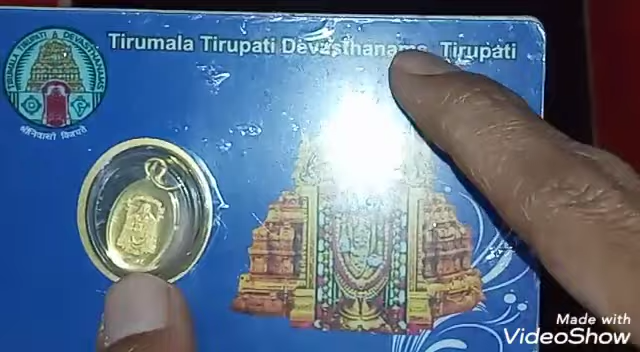 Tirumala Tirupati Devasthanams, Tirupati
TIRUMALA TIRUPATI DEVASTHANAMS
श्रीनिवासो विजयते
Made with
VideoShow